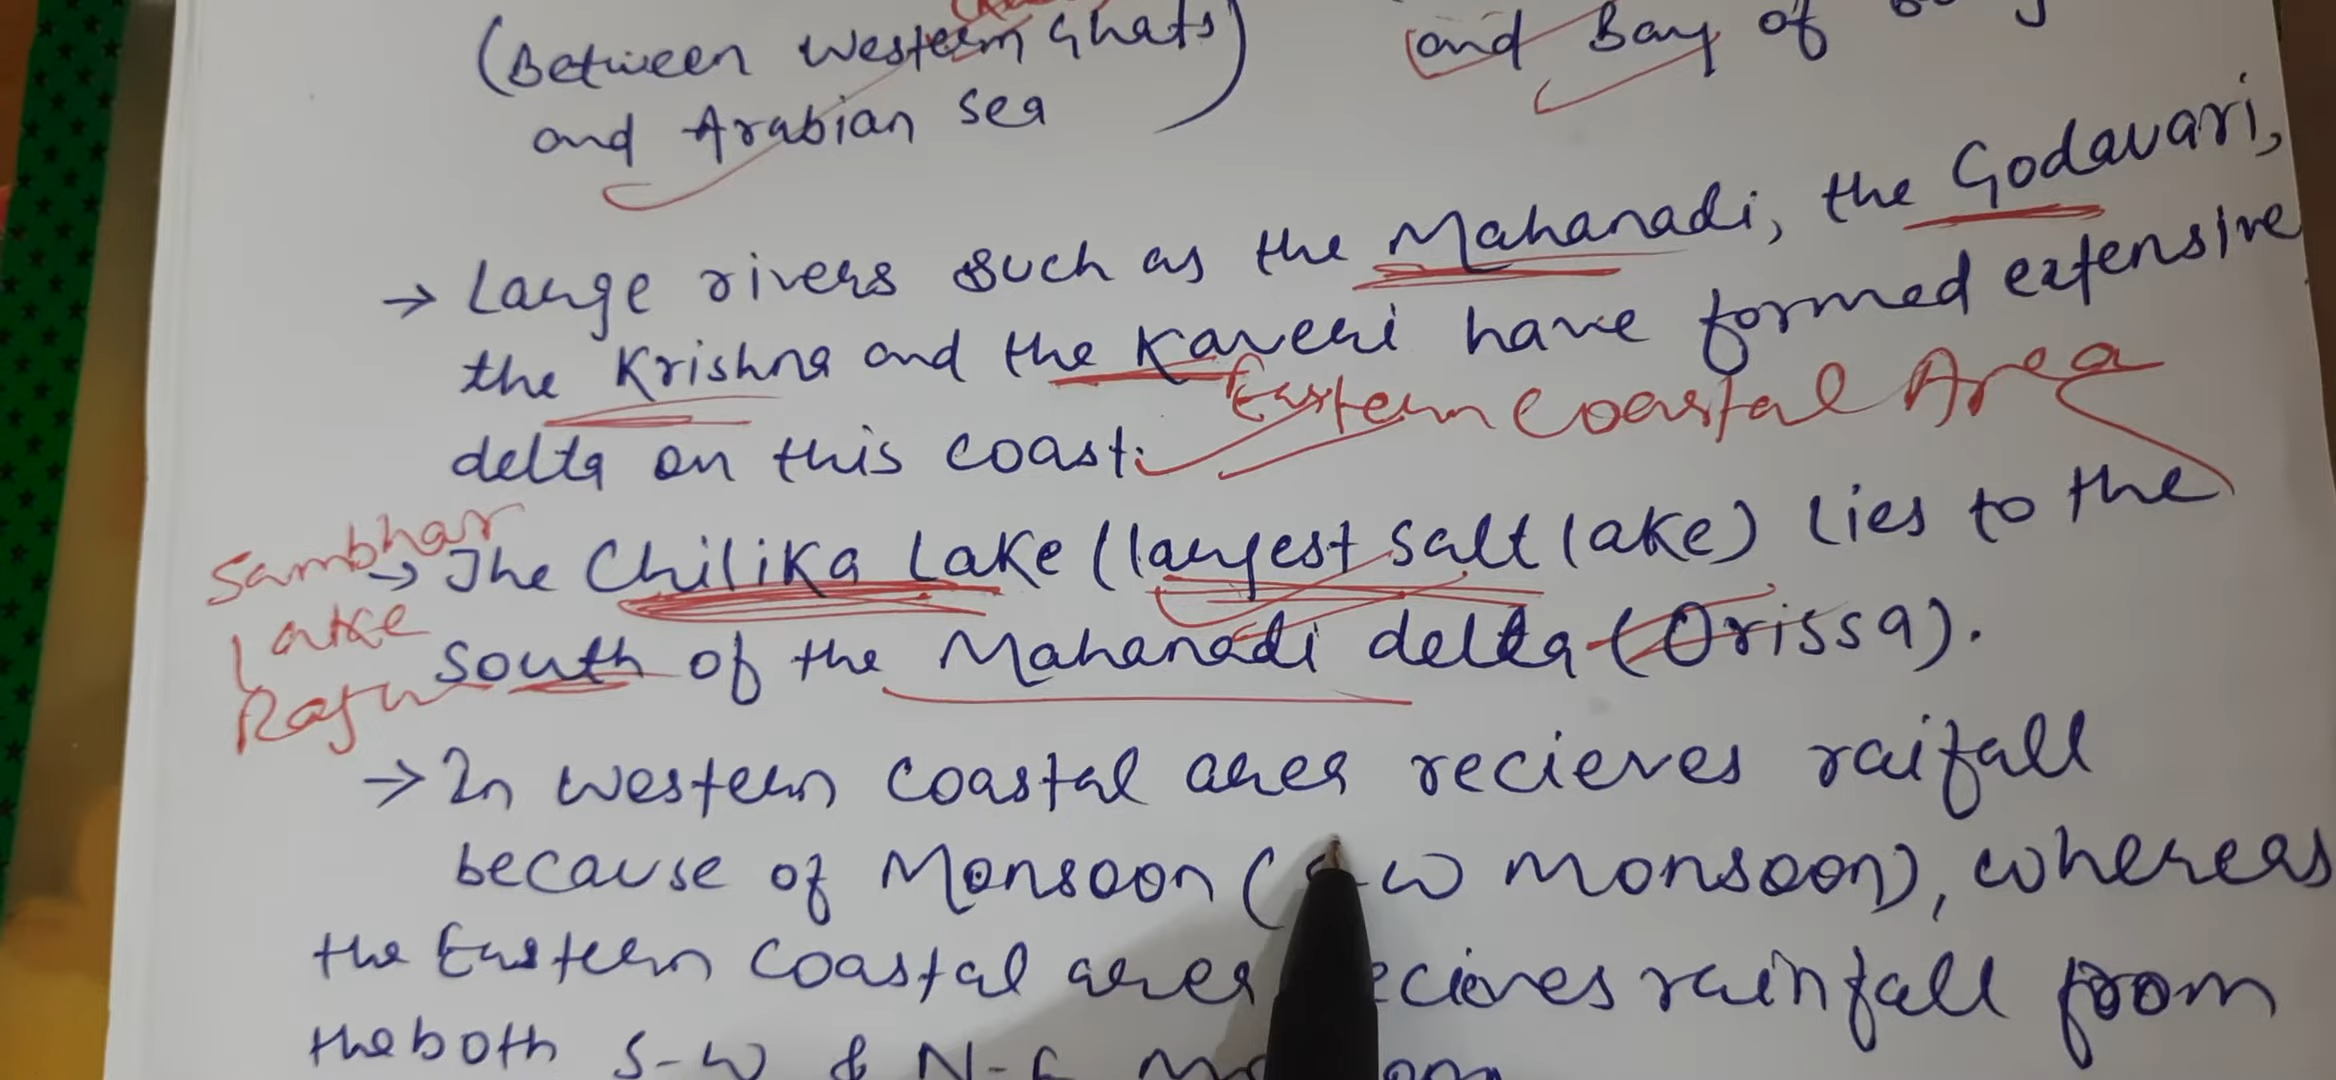 (Between Western Ghats) and Bay of
and Arabian Sea
→ Large rivers such as the Mahanadi, the Godavari,
the Krishna and the Kaveri have formed extensive
Eastern Coastal Area
delta on this coast.
Sambhar
→ The Chilika Lake (largest salt lake) lies to the
Lake
south of the Mahanadi delta (Orissa).
→ In western coastal area recieves raifall
because of Monsoon (S-W monsoon), whereas
the Eastern coastal area recieves rainfall from
the both S-W & N-E